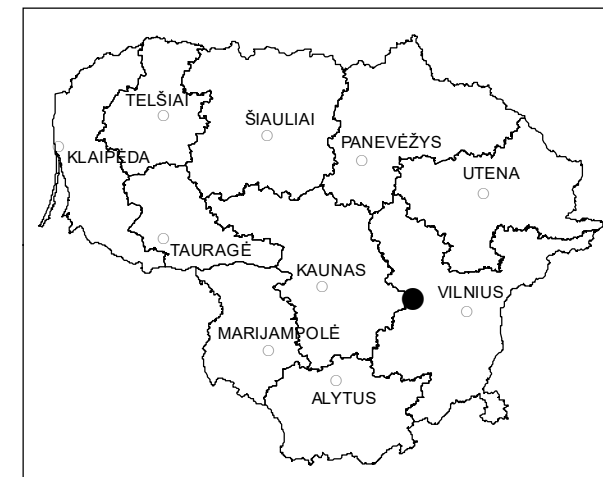 TELŠIAI
ŠIAULIAI
PANEVĖŽYS
KLAIPĖDA
UTENA
TAURAGĖ
KAUNAS
VILNIUS
MARIJAMPOLĖ
ALYTUS